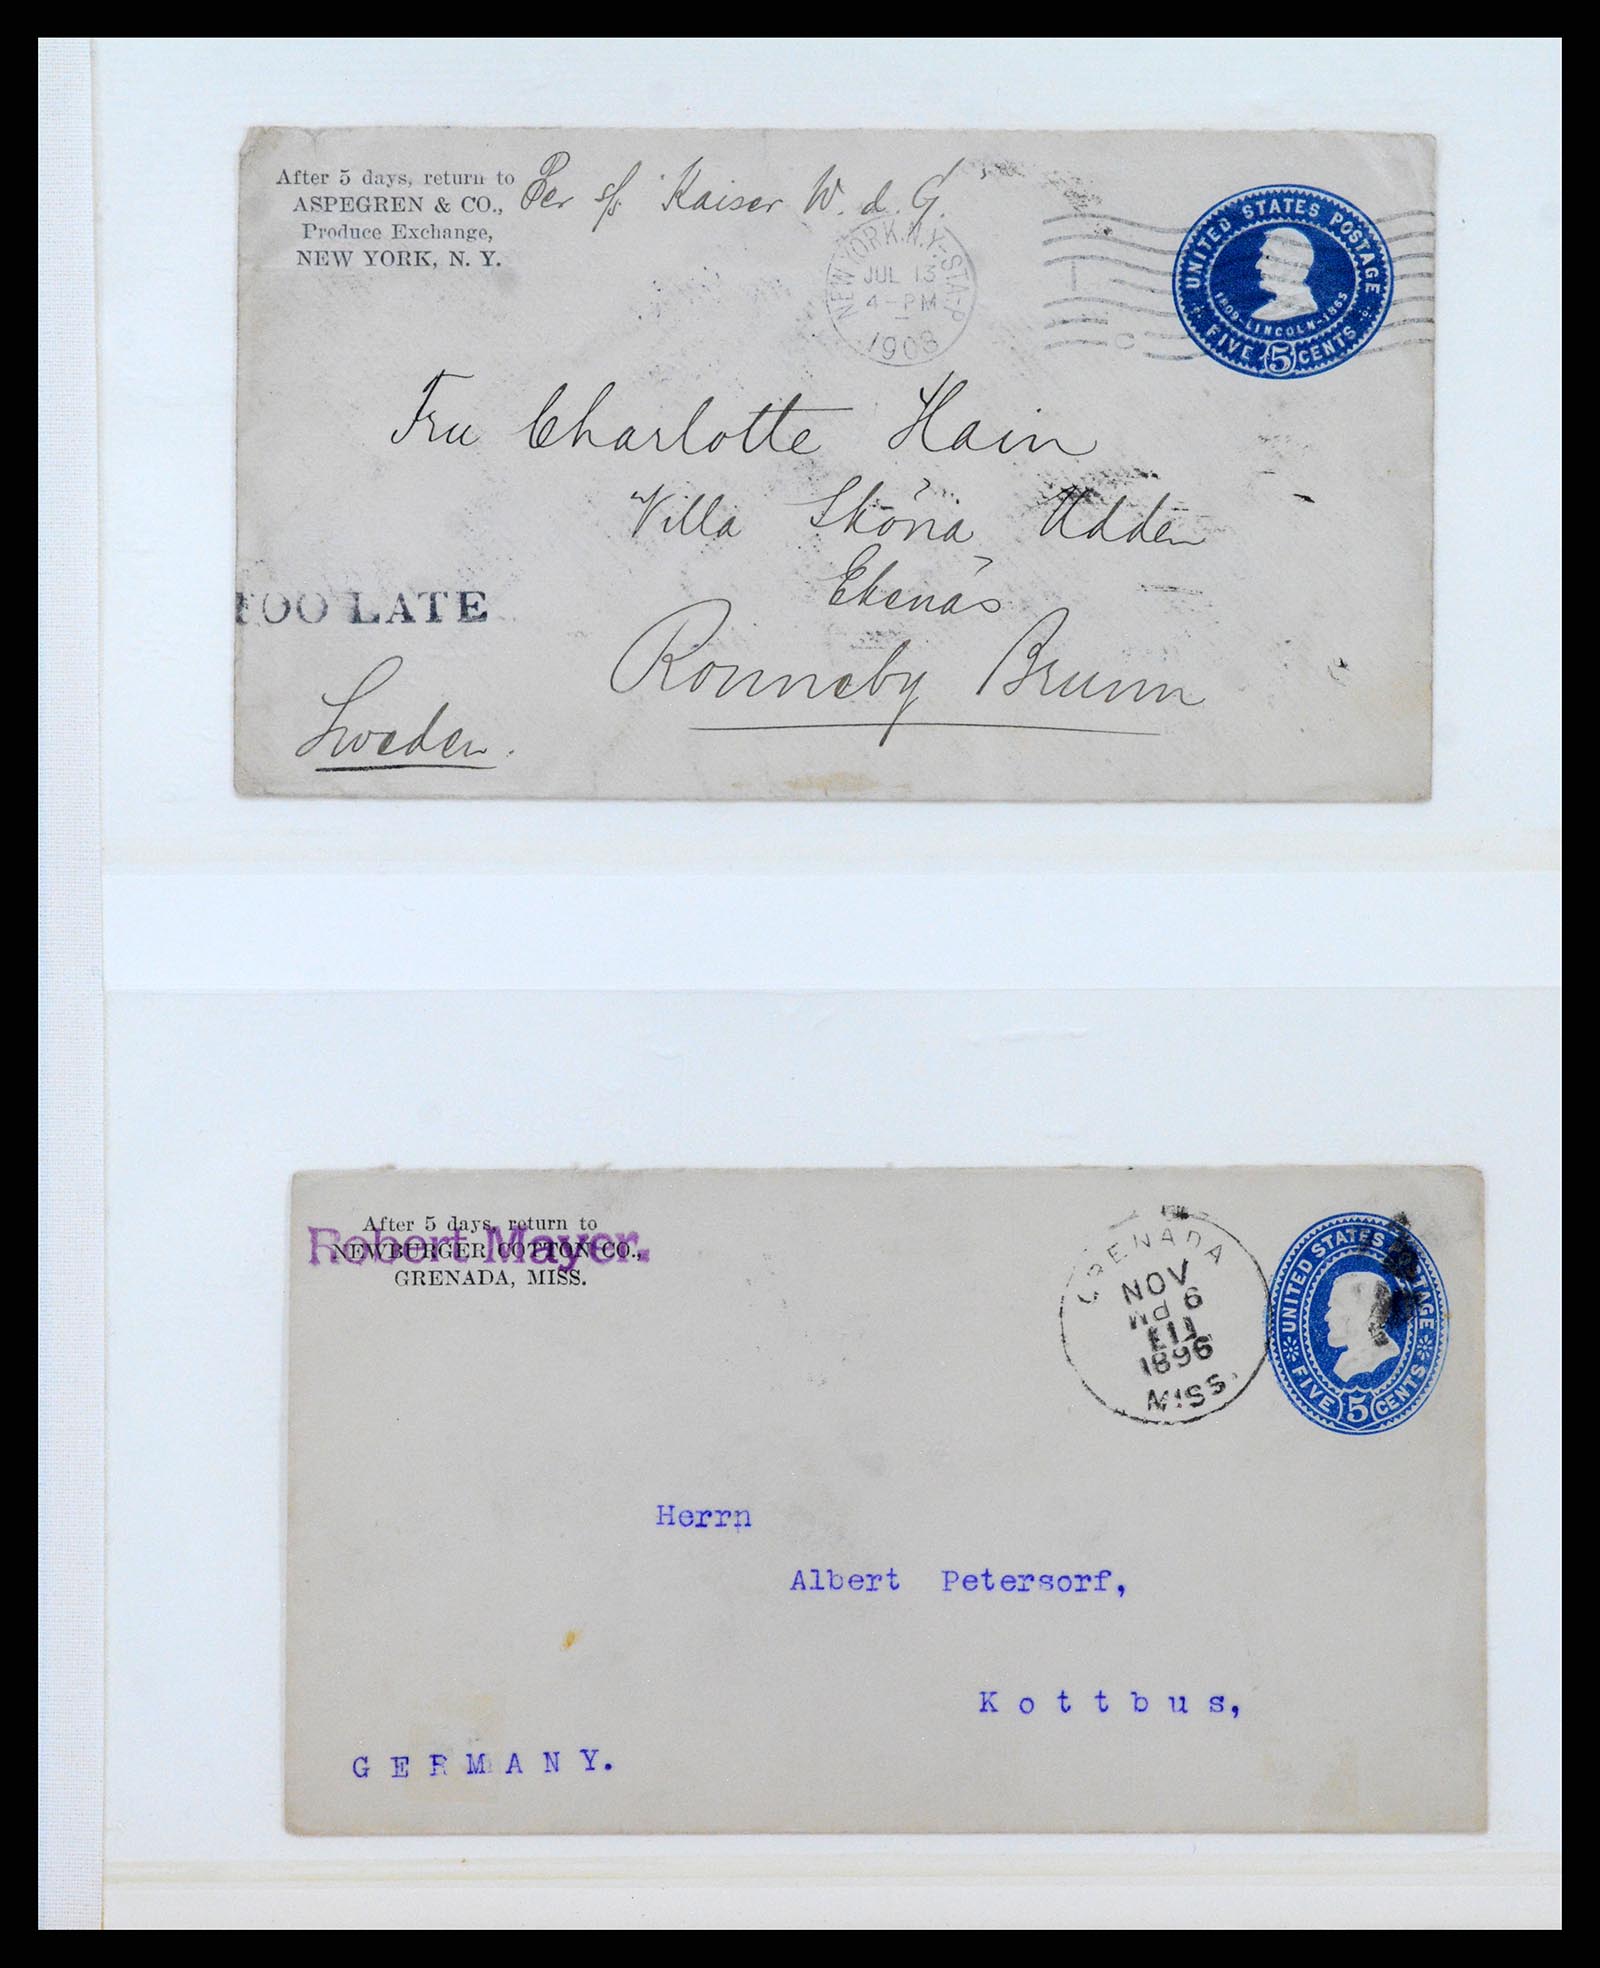 After 5 days, return to
ASPEGREN & CO.,
Produce Exchange,
NEW YORK, N. Y.
Per s/s Kaiser W. d. G.
NEW YORK, N.Y.-STA-P
JUL 13
4-PM
1908
C
UNITED STATES POSTAGE
1809-LINCOLN-1865
FIVE 5 CENTS
Fru Charlotte Hain
Villa Sköna Udden
Ekenäs
Ronneby Brunn
TOO LATE
Sweden.
After 5 days, return to
NEWBURGER COTTON CO.,
GRENADA, MISS.
Robert Mayer.
GRENADA
NOV
6
1896
MISS.
UNITED STATES POSTAGE
FIVE 5 CENTS
Herrn
Albert Petersorf,
Kottbus,
GERMANY.